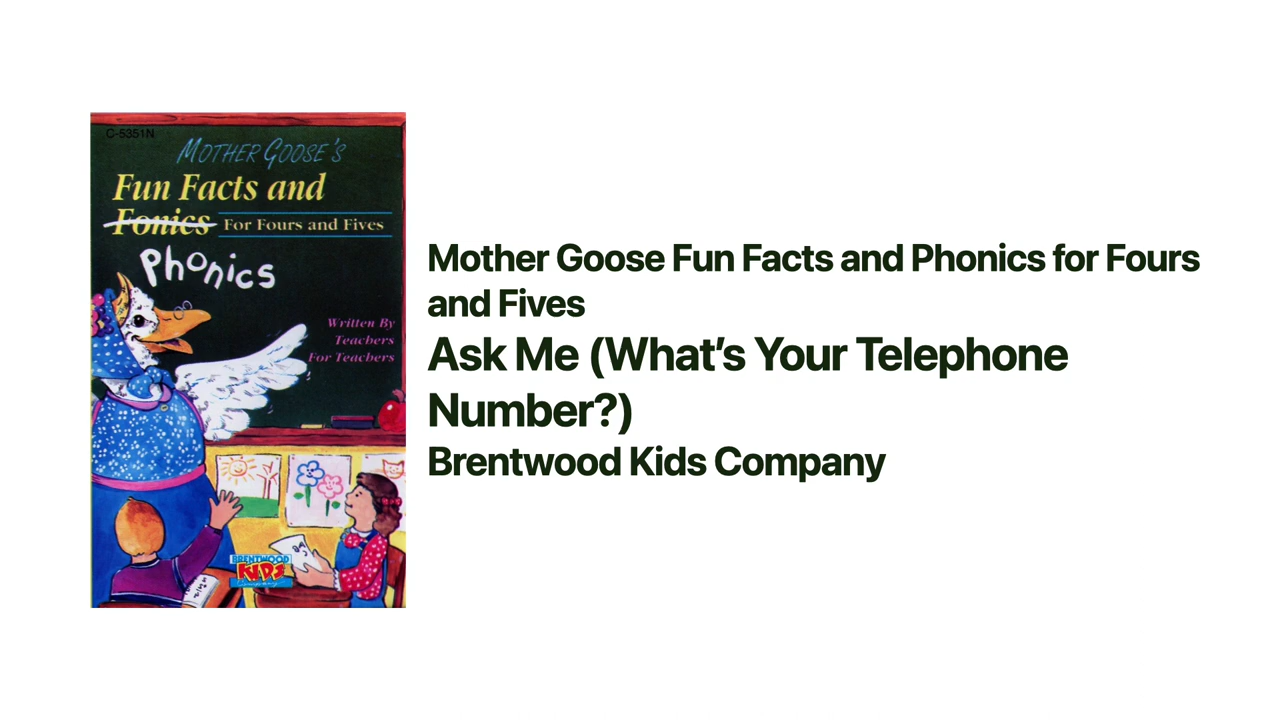 C-5351N
MOTHER GOOSE'S
Fun Facts and
Fonics For Fours and Fives
Phonics
Written By
Teachers
For Teachers
BRENTWOOD
KIDS
Company
Mother Goose Fun Facts and Phonics for Fours
and Fives
Ask Me (What's Your Telephone
Number?)
Brentwood Kids Company